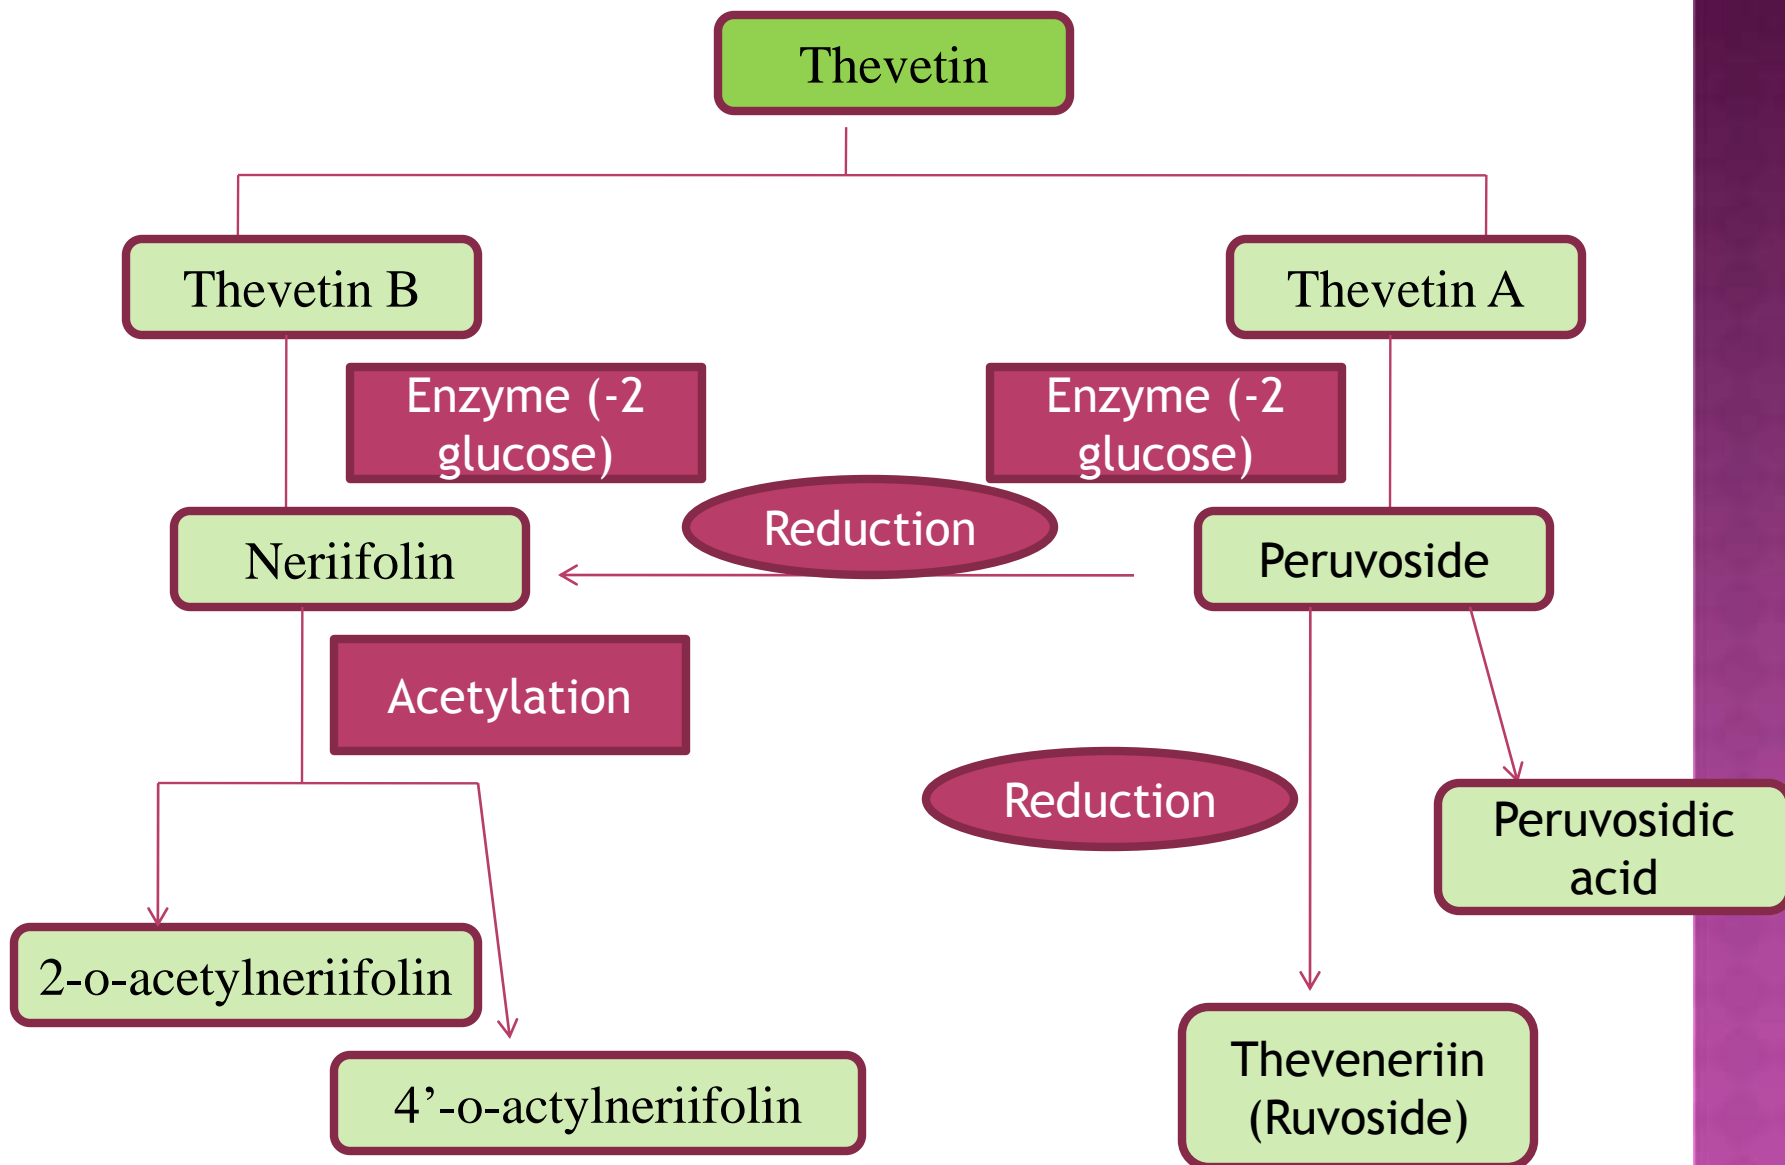 Thevetin
Thevetin B
Thevetin A
Enzyme (-2
glucose)
Enzyme (-2
glucose)
Reduction
Neriifolin
Peruvoside
Acetylation
Reduction
Peruvosidic
acid
2-o-acetylneriifolin
4’-o-actylneriifolin
Theveneriin
(Ruvoside)